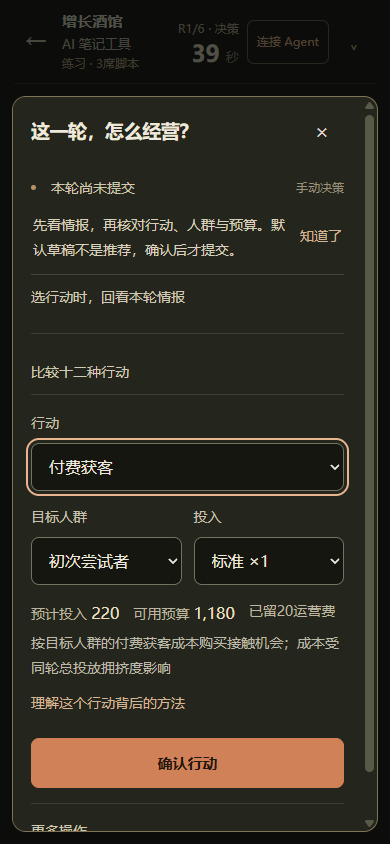 增长酒馆
AI 笔记工具
练习 · 3席脚本
R1/6 · 决策
39 秒
连接 Agent
这一轮，怎么经营？
本轮尚未提交
手动决策
先看情报，再核对行动、人群与预算。默
认草稿不是推荐，确认后才提交。
知道了
选行动时，回看本轮情报
比较十二种行动
行动
付费获客
目标人群
投入
初次尝试者
标准 ×1
预计投入 220
可用预算 1,180
已留20运营费
按目标人群的付费获客成本购买接触机会；成本受
同轮总投放拥挤度影响
理解这个行动背后的方法
确认行动
更多操作